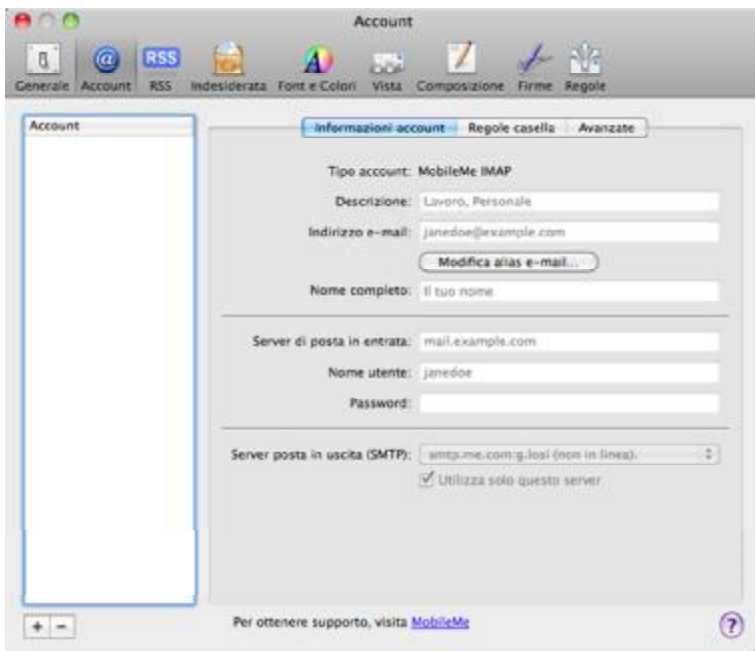 Account
Generale Account RSS Indesiderata Font e Colori Vista Composizione Firme Regole
RSS
Account
Informazioni account Regole casella Avanzate
Tipo account: MobileMe IMAP
Descrizione: Lavoro, Personale
Indirizzo e-mail: janedoe@example.com
Modifica alias e-mail...
Nome completo: Il tuo nome
Server di posta in entrata: mail.example.com
Nome utente: janedoe
Password:
Server posta in uscita (SMTP): smtp.me.com:g.losi (non in linea).
Utilizza solo questo server
+ −
Per ottenere supporto, visita MobileMe
?